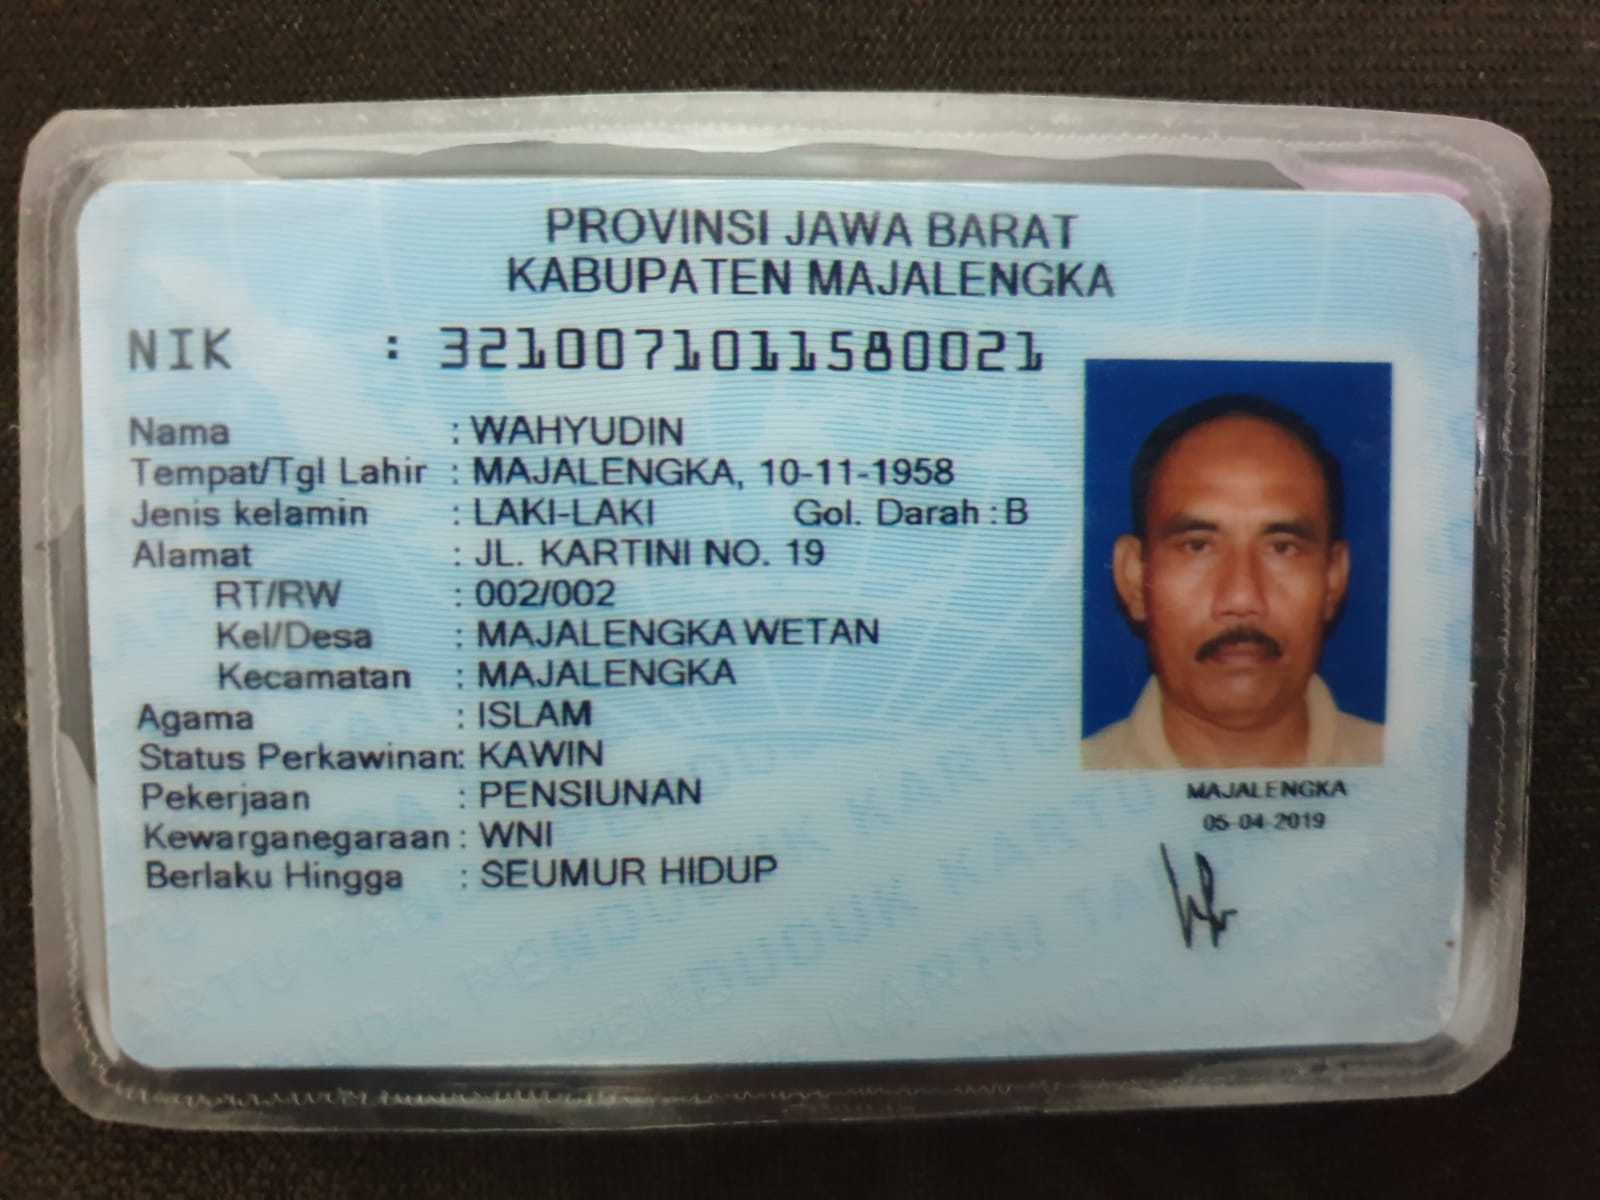 PROVINSI JAWA BARAT
KABUPATEN MAJALENGKA
NIK : 3210071011580021
Nama : WAHYUDIN
Tempat/Tgl Lahir : MAJALENGKA, 10-11-1958
Jenis kelamin : LAKI-LAKI Gol. Darah : B
Alamat : JL. KARTINI NO. 19
RT/RW : 002/002
Kel/Desa : MAJALENGKA WETAN
Kecamatan : MAJALENGKA
Agama : ISLAM
Status Perkawinan: KAWIN
Pekerjaan : PENSIUNAN
Kewarganegaraan : WNI
Berlaku Hingga : SEUMUR HIDUP
MAJALENGKA
05-04-2019